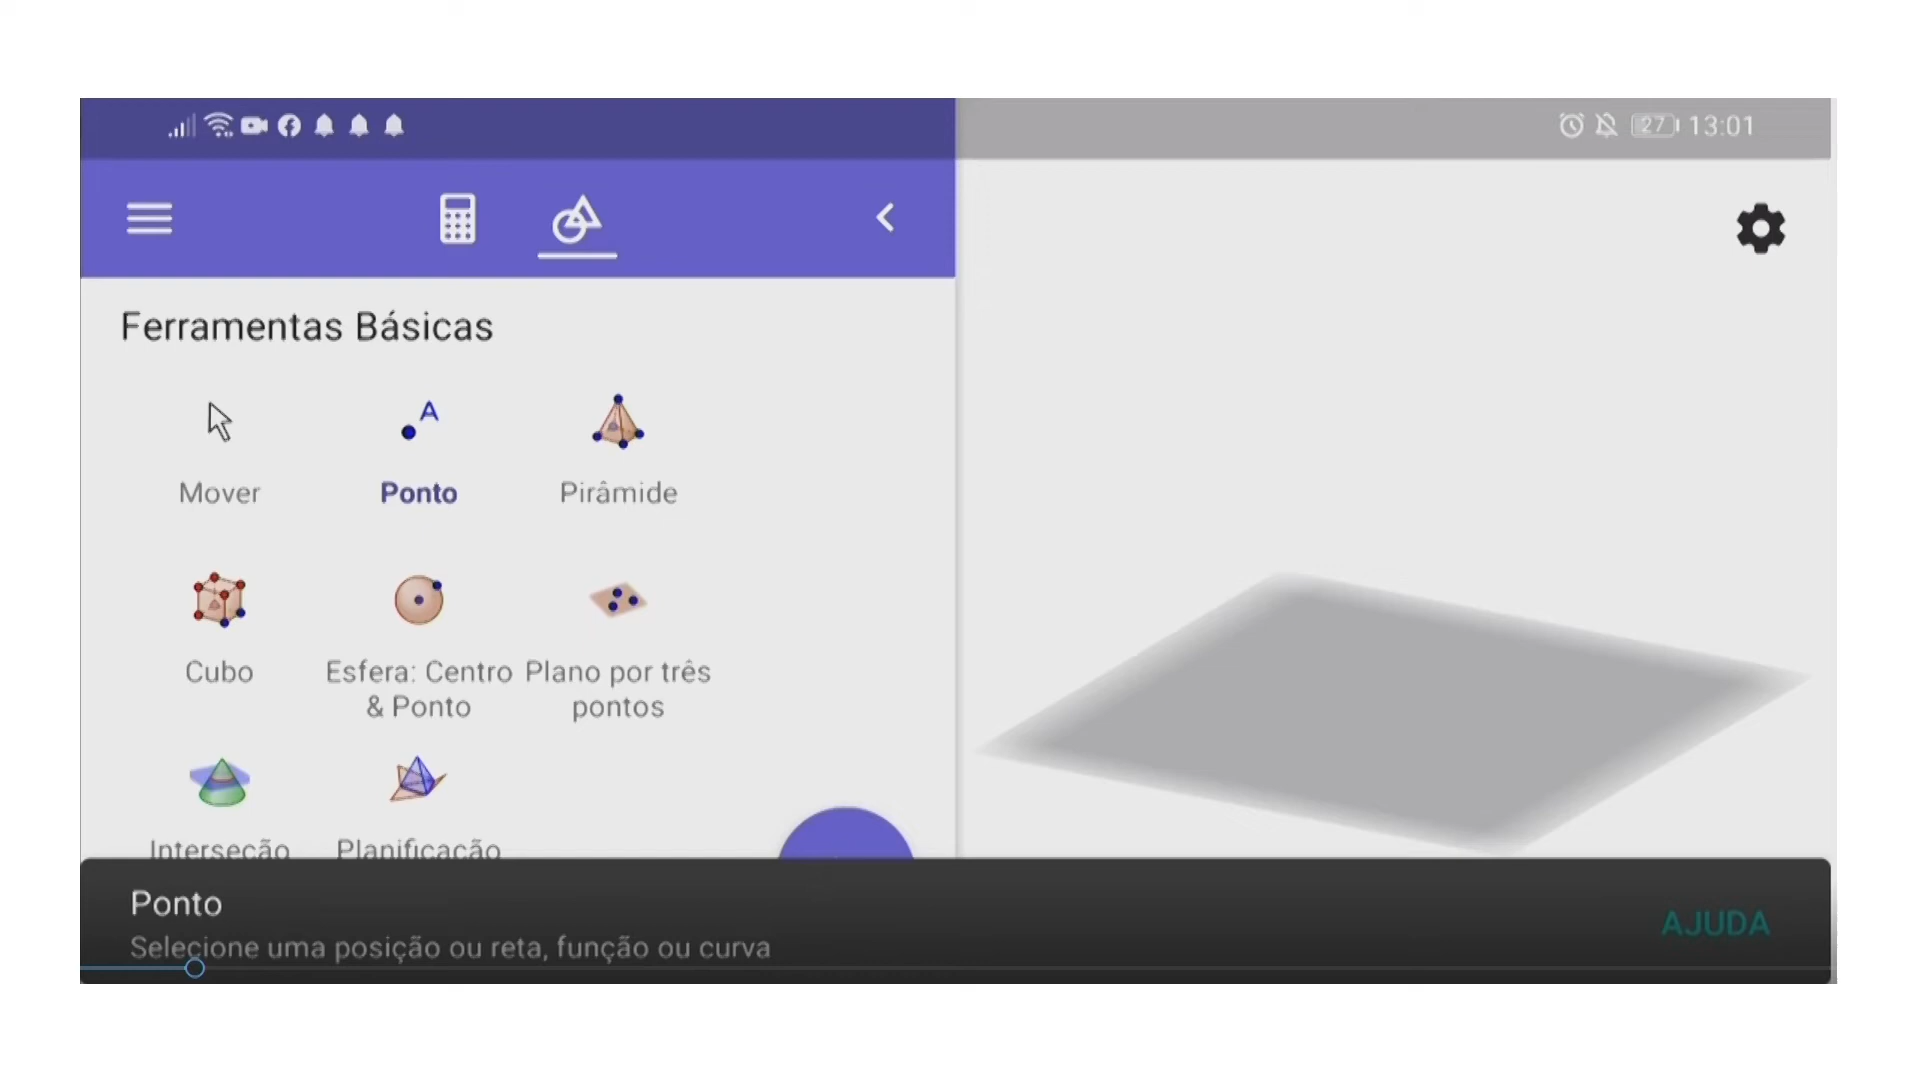 27 13:01
Ferramentas Básicas
A
Mover Ponto Pirâmide
Cubo Esfera: Centro Plano por três
& Ponto pontos
Interseção Planificação
Ponto
Selecione uma posição ou reta, função ou curva
AJUDA